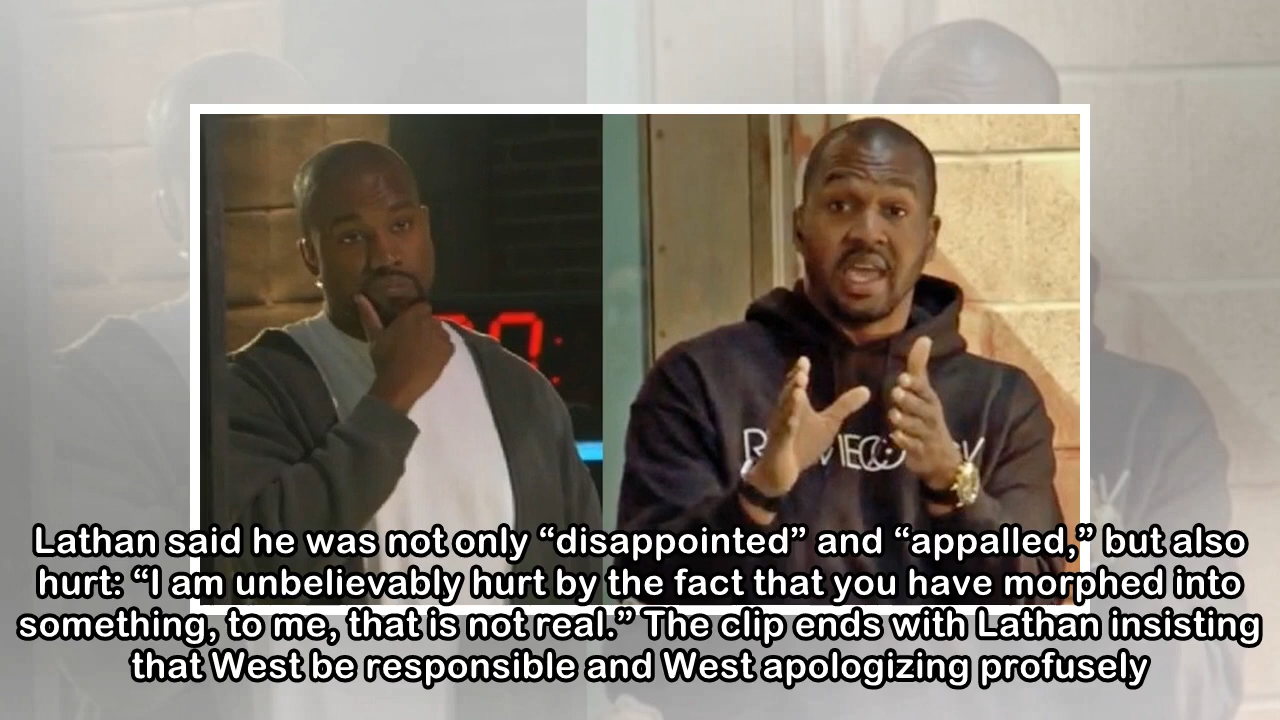 Lathan said he was not only “disappointed” and “appalled,” but also
hurt: “I am unbelievably hurt by the fact that you have morphed into
something, to me, that is not real.” The clip ends with Lathan insisting
that West be responsible and West apologizing profusely